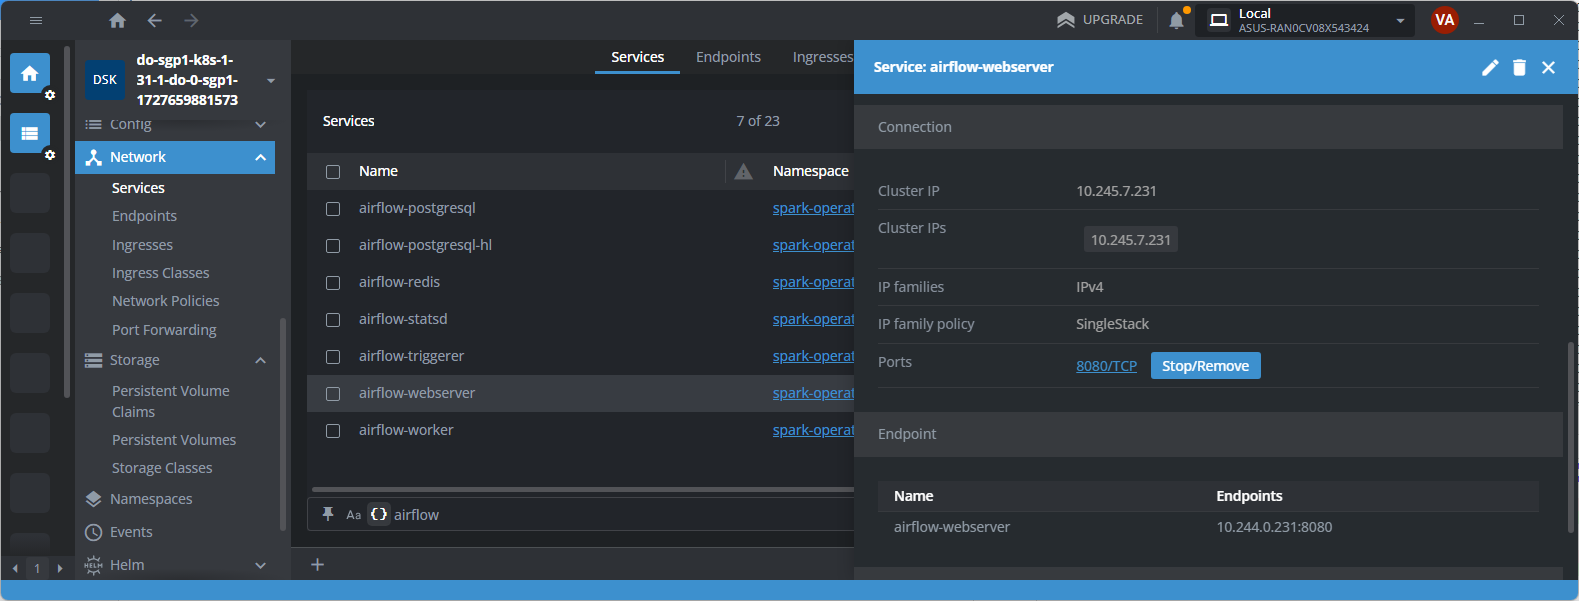 UPGRADE
Local
ASUS-RAN0CV08X543424
VA
DSK
do-sgp1-k8s-1-
31-1-do-0-sgp1-
1727659881573
Config
Network
Services
Endpoints
Ingresses
Ingress Classes
Network Policies
Port Forwarding
Storage
Persistent Volume
Claims
Persistent Volumes
Storage Classes
Namespaces
Events
HELM
Helm
1
Services
Endpoints
Ingresses
Services
7 of 23
Name
Namespace
airflow-postgresql
spark-operat
airflow-postgresql-hl
spark-operat
airflow-redis
spark-operat
airflow-statsd
spark-operat
airflow-triggerer
spark-operat
airflow-webserver
spark-operat
airflow-worker
spark-operat
Aa {} airflow
+
Service: airflow-webserver
Connection
Cluster IP 10.245.7.231
Cluster IPs 10.245.7.231
IP families IPv4
IP family policy SingleStack
Ports 8080/TCP Stop/Remove
Endpoint
Name Endpoints
airflow-webserver 10.244.0.231:8080